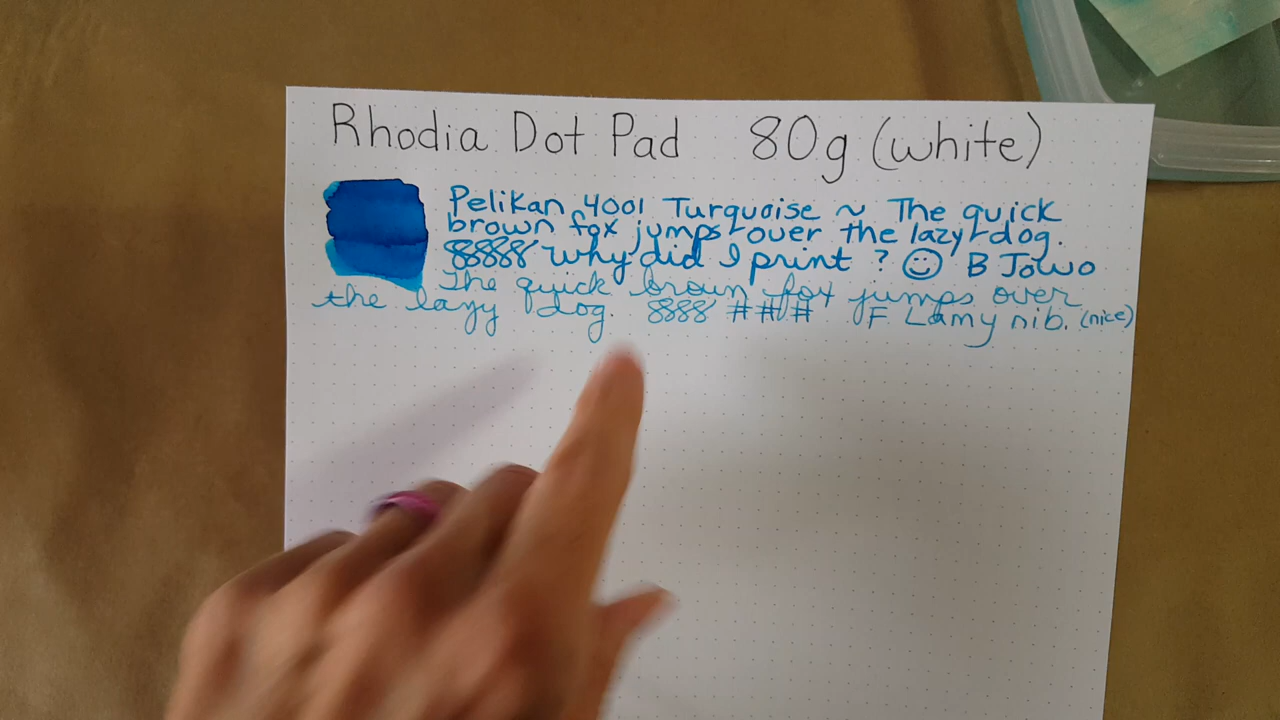 Rhodia Dot Pad 80g (white)
Pelikan 4001 Turquoise ~ The quick
brown fox jumps over the lazy dog.
88888 Why did I print? ☺ B Jowo
The quick brown fox jumps over
the lazy dog 8888 ### F Lamy nib. (nice)